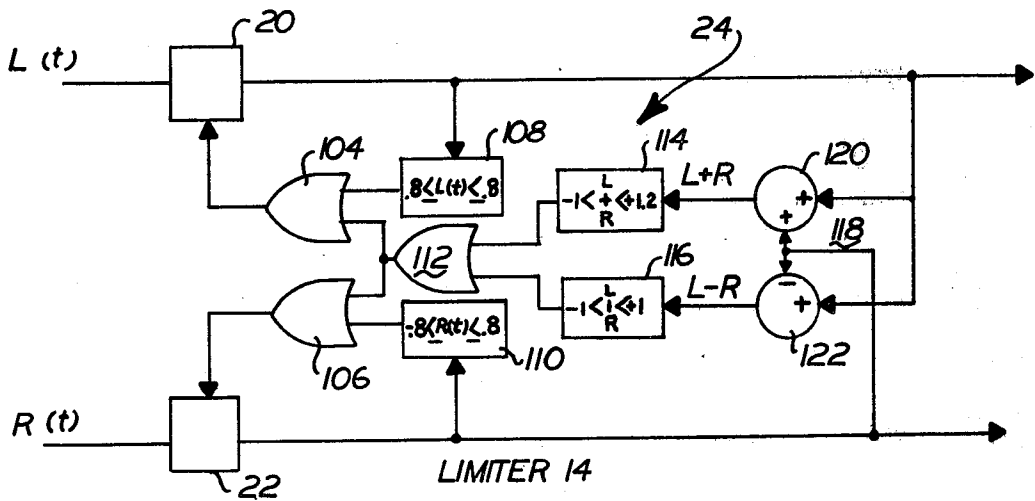 20
24
L (t)
104
108
.8≤L(t)≤.8
114
L
-1<+<+1.2
R
L+R
120
+
+
118
112
116
L
-1<i<+1
R
L-R
-
+
122
106
-.8≤R(t)≤.8
110
R (t)
22
LIMITER 14